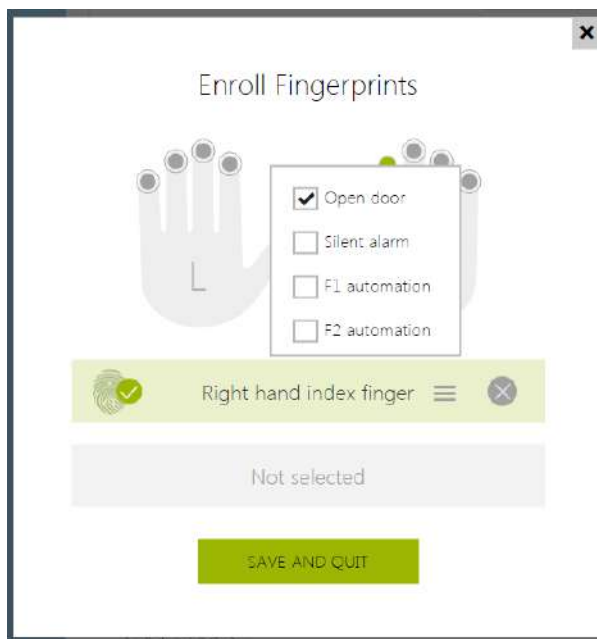 Enroll Fingerprints
L
Open door
Silent alarm
F1 automation
F2 automation
Right hand index finger
Not selected
SAVE AND QUIT